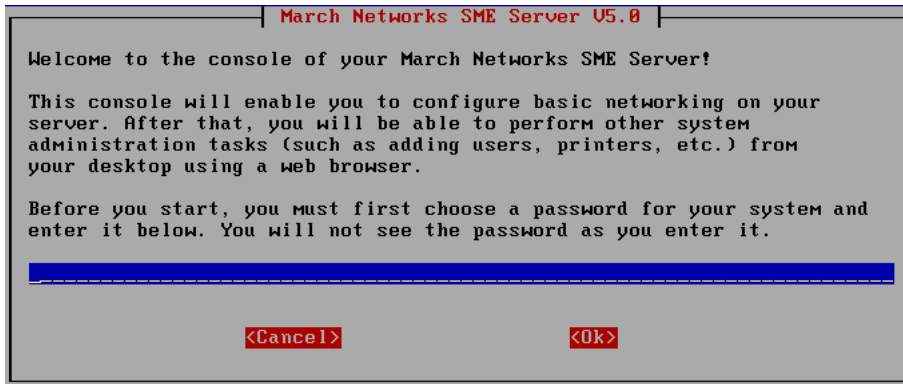 March Networks SME Server V5.0
Welcome to the console of your March Networks SME Server!
This console will enable you to configure basic networking on your
server. After that, you will be able to perform other system
administration tasks (such as adding users, printers, etc.) from
your desktop using a web browser.
Before you start, you must first choose a password for your system and
enter it below. You will not see the password as you enter it.
<Cancel> <Ok>